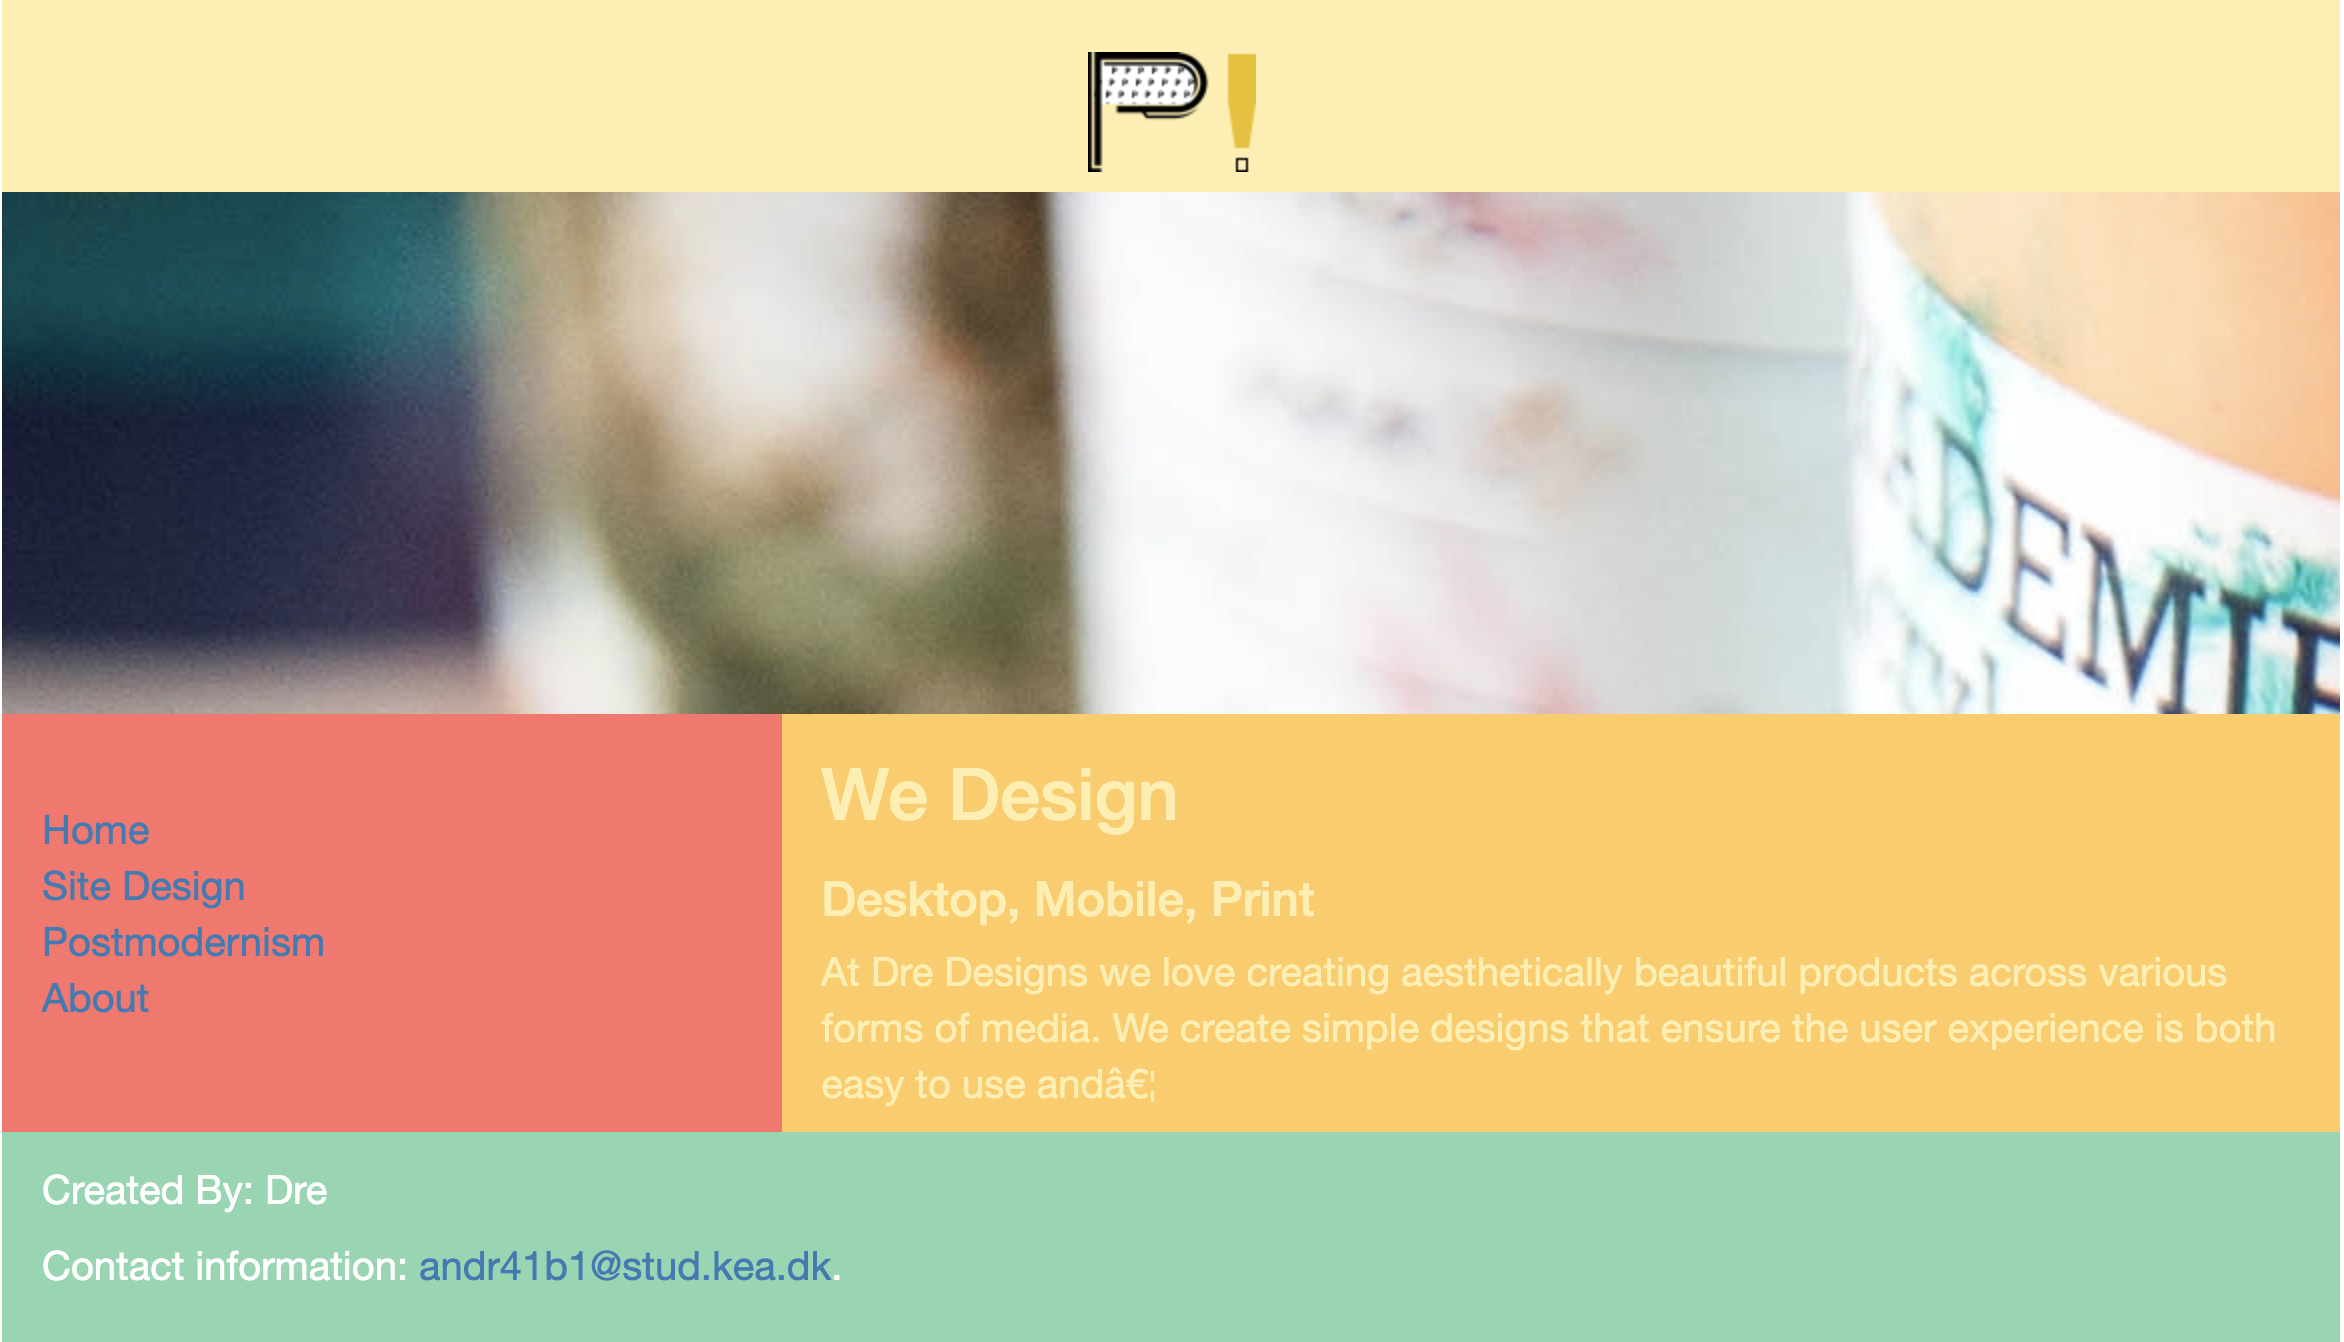 P!
DEMIE
Home
Site Design
Postmodernism
About
We Design
Desktop, Mobile, Print
At Dre Designs we love creating aesthetically beautiful products across various
forms of media. We create simple designs that ensure the user experience is both
easy to use andâ€¦
Created By: Dre
Contact information: andr41b1@stud.kea.dk.